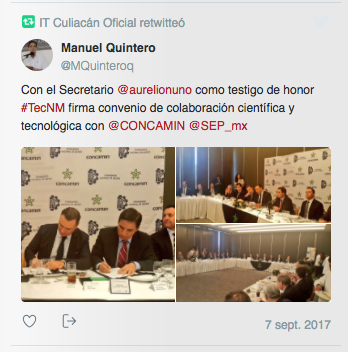 IT Culiacán Oficial retwitteó
Manuel Quintero
@MQuinteroq
Con el Secretario @aurelionuno como testigo de honor
#TecNM firma convenio de colaboración científica y
tecnológica con @CONCAMIN @SEP_mx
concamin
concamin
7 sept. 2017